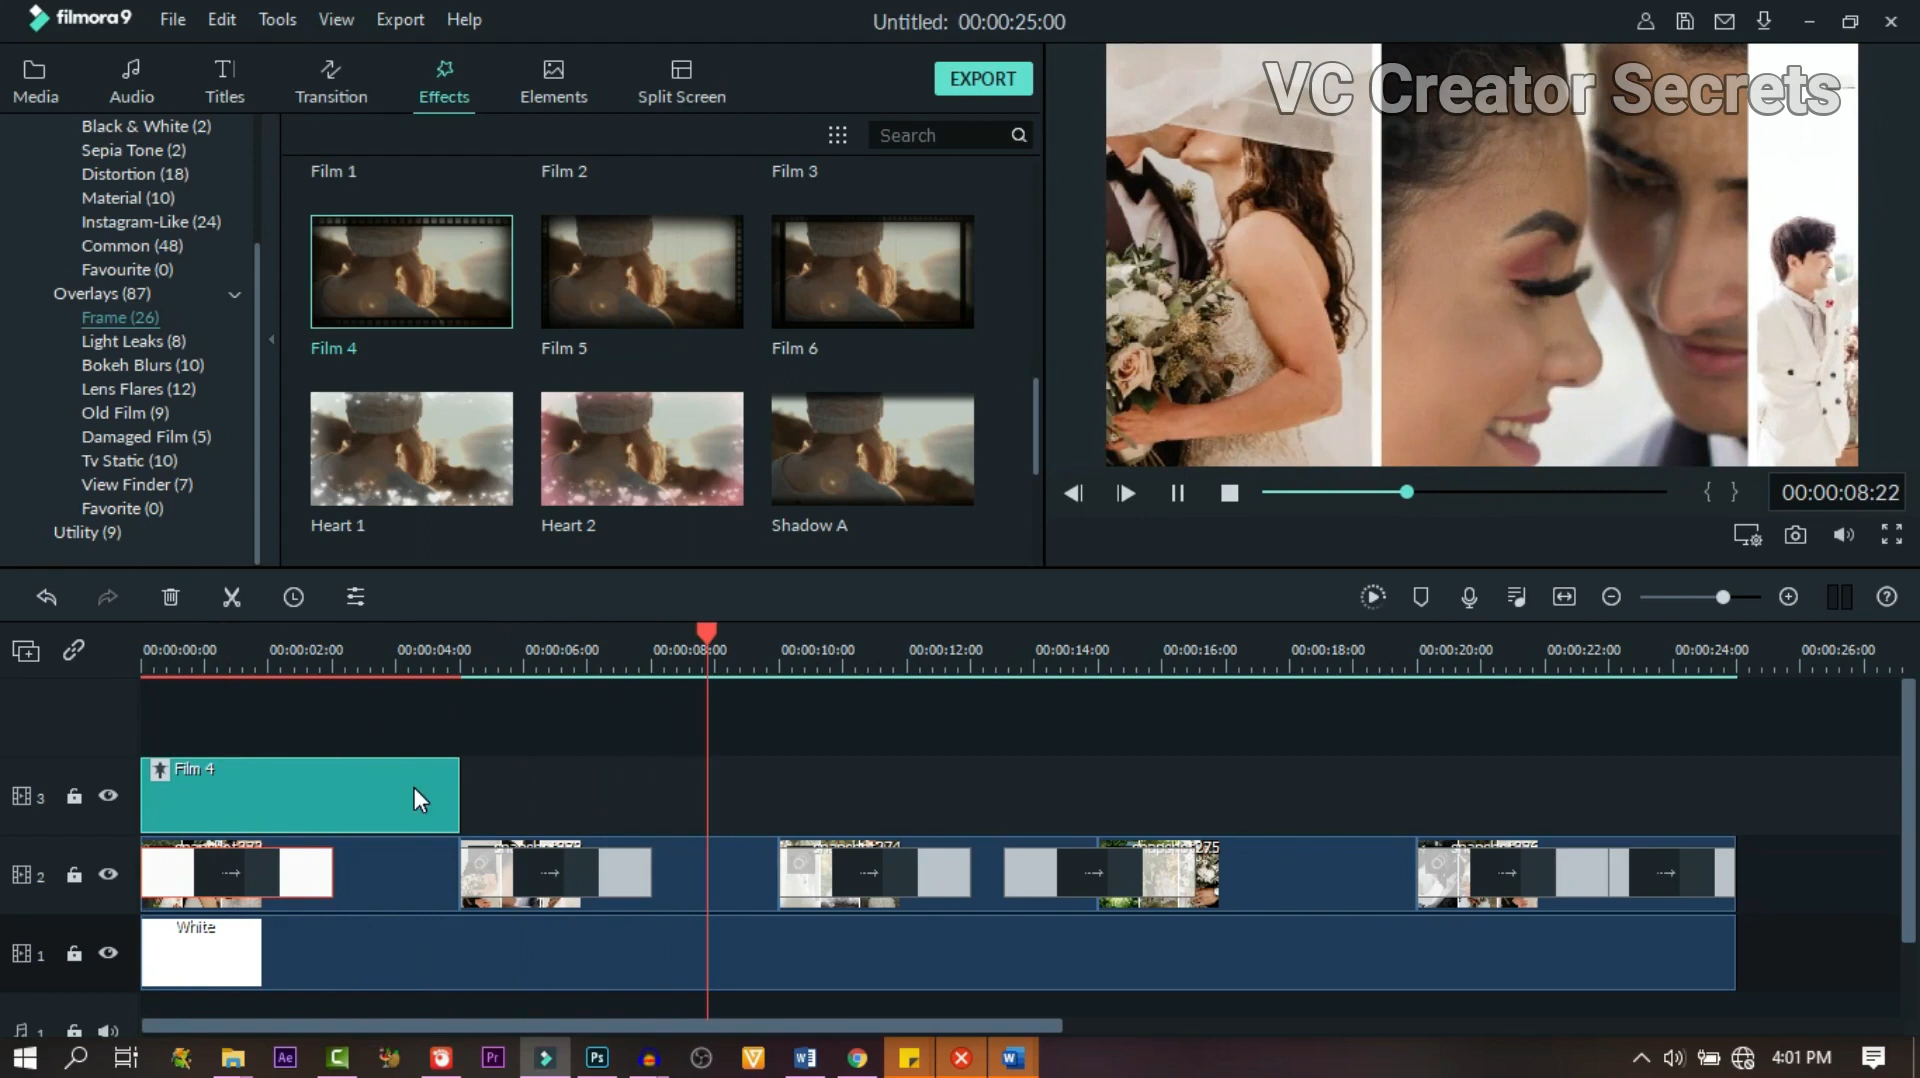 filmora9 File Edit Tools View Export Help Untitled: 00:00:25:00
Media Audio Titles Transition Effects Elements Split Screen EXPORT
VC Creator Secrets
Black & White (2)
Sepia Tone (2)
Distortion (18)
Material (10)
Instagram-Like (24)
Common (48)
Favourite (0)
Overlays (87)
Frame (26)
Light Leaks (8)
Bokeh Blurs (10)
Lens Flares (12)
Old Film (9)
Damaged Film (5)
Tv Static (10)
View Finder (7)
Favorite (0)
Utility (9)
Search
Film 1 Film 2 Film 3
Film 4 Film 5 Film 6
Heart 1 Heart 2 Shadow A
{ } 00:00:08:22
00:00:00:00 00:00:02:00 00:00:04:00 00:00:06:00 00:00:08:00 00:00:10:00 00:00:12:00 00:00:14:00 00:00:16:00 00:00:18:00 00:00:20:00 00:00:22:00 00:00:24:00 00:00:26:00
3 Film 4
2
1 White
1
Ae Pr Ps 4:01 PM